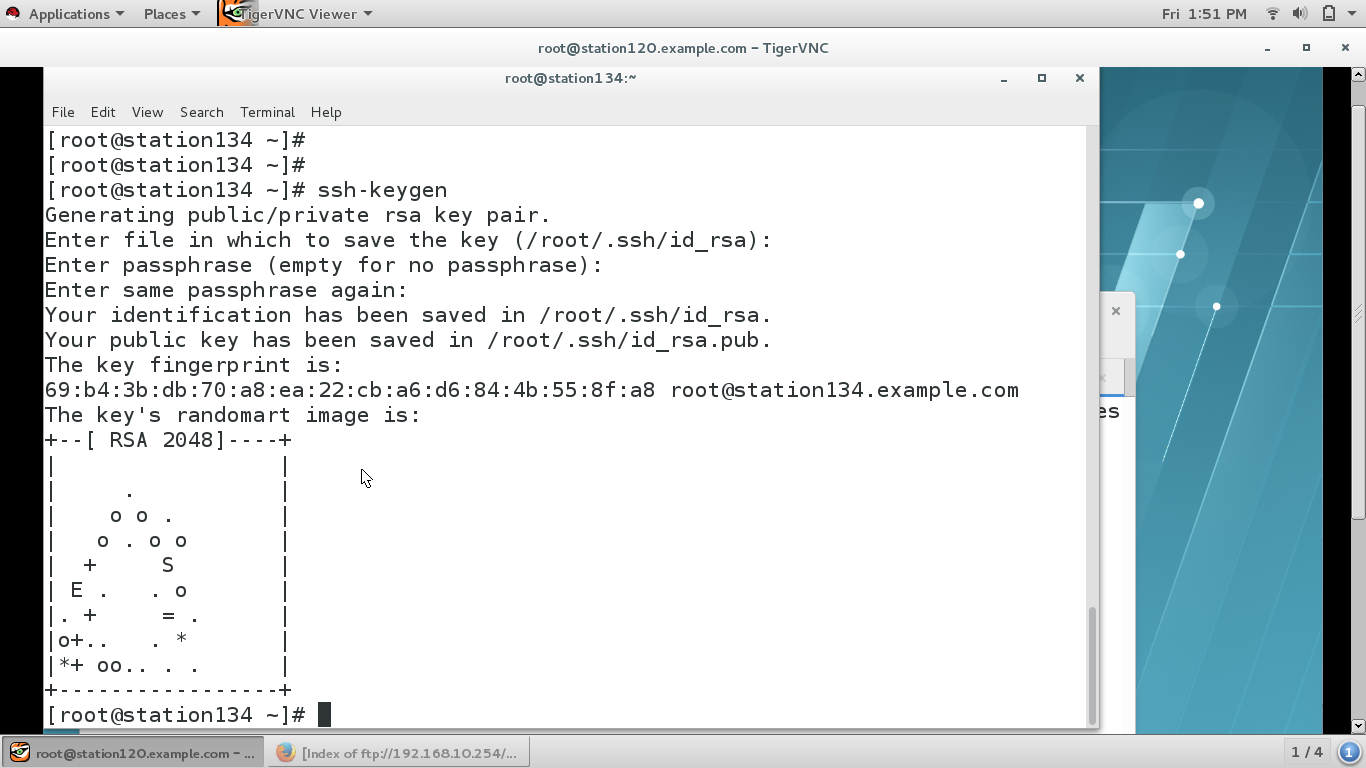 Applications Places TigerVNC Viewer Fri 1:51 PM
root@station120.example.com – TigerVNC
root@station134:~
File Edit View Search Terminal Help
[root@station134 ~]#
[root@station134 ~]#
[root@station134 ~]# ssh-keygen
Generating public/private rsa key pair.
Enter file in which to save the key (/root/.ssh/id_rsa):
Enter passphrase (empty for no passphrase):
Enter same passphrase again:
Your identification has been saved in /root/.ssh/id_rsa.
Your public key has been saved in /root/.ssh/id_rsa.pub.
The key fingerprint is:
69:b4:3b:db:70:a8:ea:22:cb:a6:d6:84:4b:55:8f:a8 root@station134.example.com
es
The key's randomart image is:
+--[ RSA 2048]----+
|                 |
|     .           |
|    o o .        |
|   o . o o       |
|  +     S        |
| E .   . o       |
|. +     = .      |
|o+..   . *       |
|*+ oo.. . .      |
+-----------------+
[root@station134 ~]#
root@station120.example.com – ... [Index of ftp://192.168.10.254/... 1 / 4 1